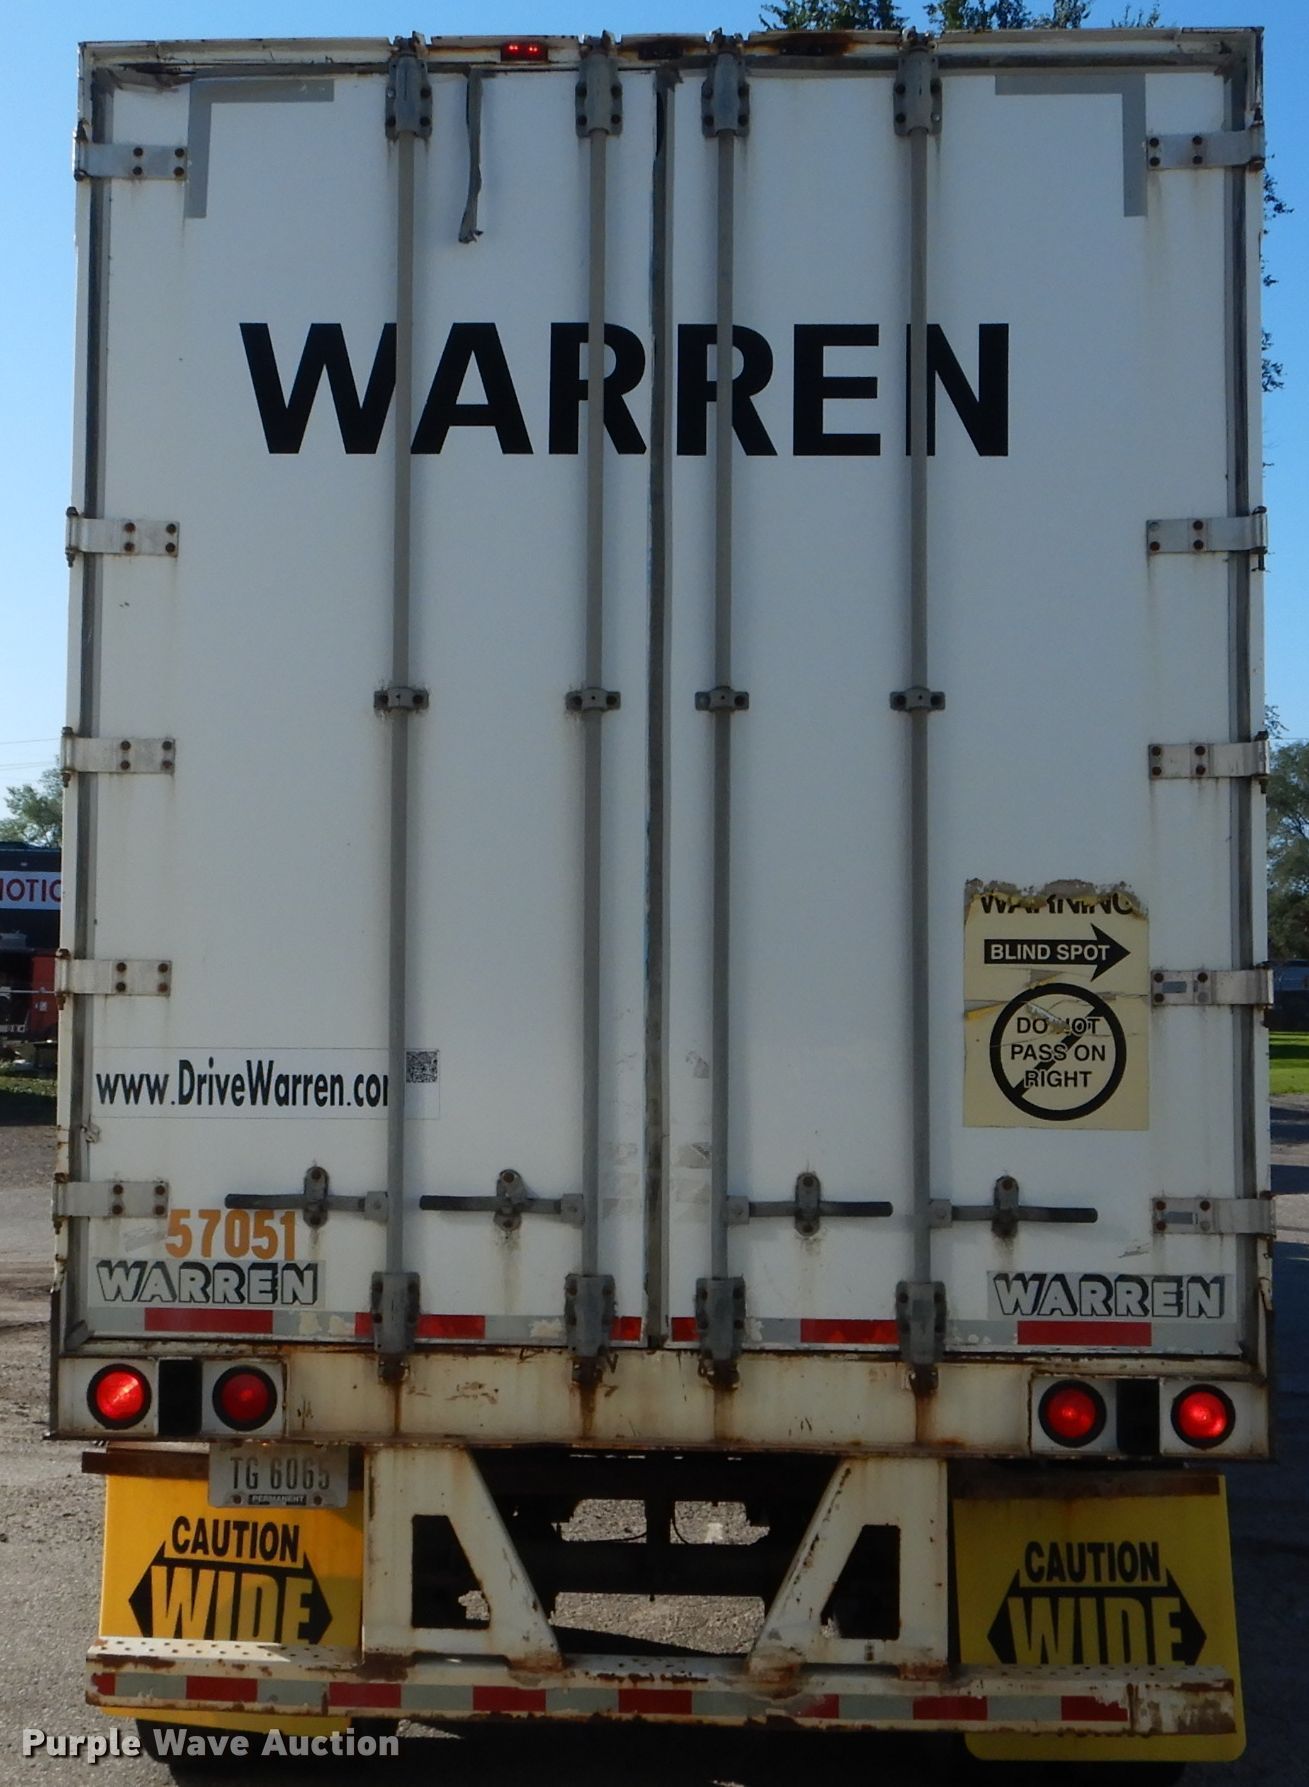 WARREN
WARNING
BLIND SPOT
DO NOT
PASS ON
RIGHT
www.DriveWarren.com
57051
WARREN
WARREN
TG 6065
PERMANENT
CAUTION
WIDE
CAUTION
WIDE
Purple Wave Auction